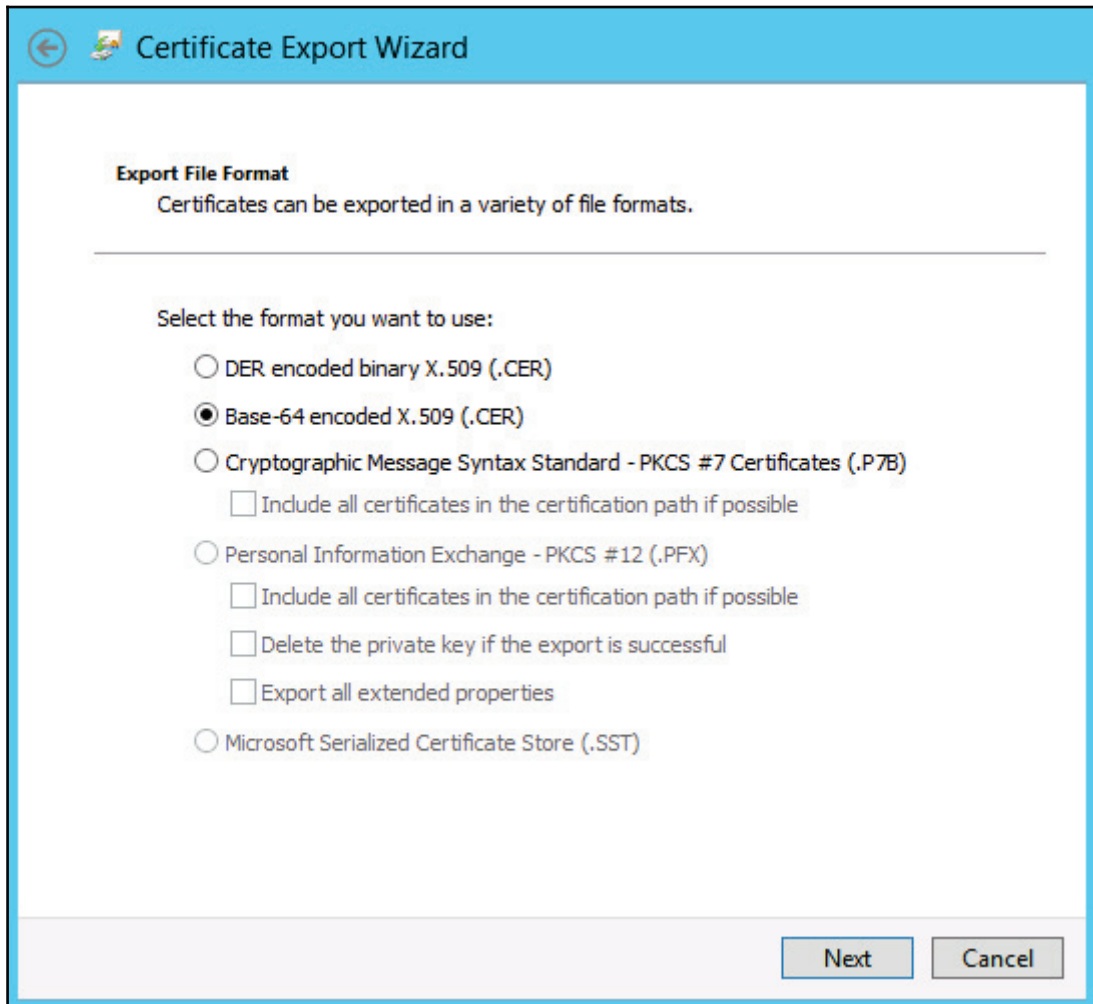 Certificate Export Wizard
Export File Format
Certificates can be exported in a variety of file formats.
Select the format you want to use:
DER encoded binary X.509 (.CER)
Base-64 encoded X.509 (.CER)
Cryptographic Message Syntax Standard - PKCS #7 Certificates (.P7B)
Include all certificates in the certification path if possible
Personal Information Exchange - PKCS #12 (.PFX)
Include all certificates in the certification path if possible
Delete the private key if the export is successful
Export all extended properties
Microsoft Serialized Certificate Store (.SST)
Next Cancel